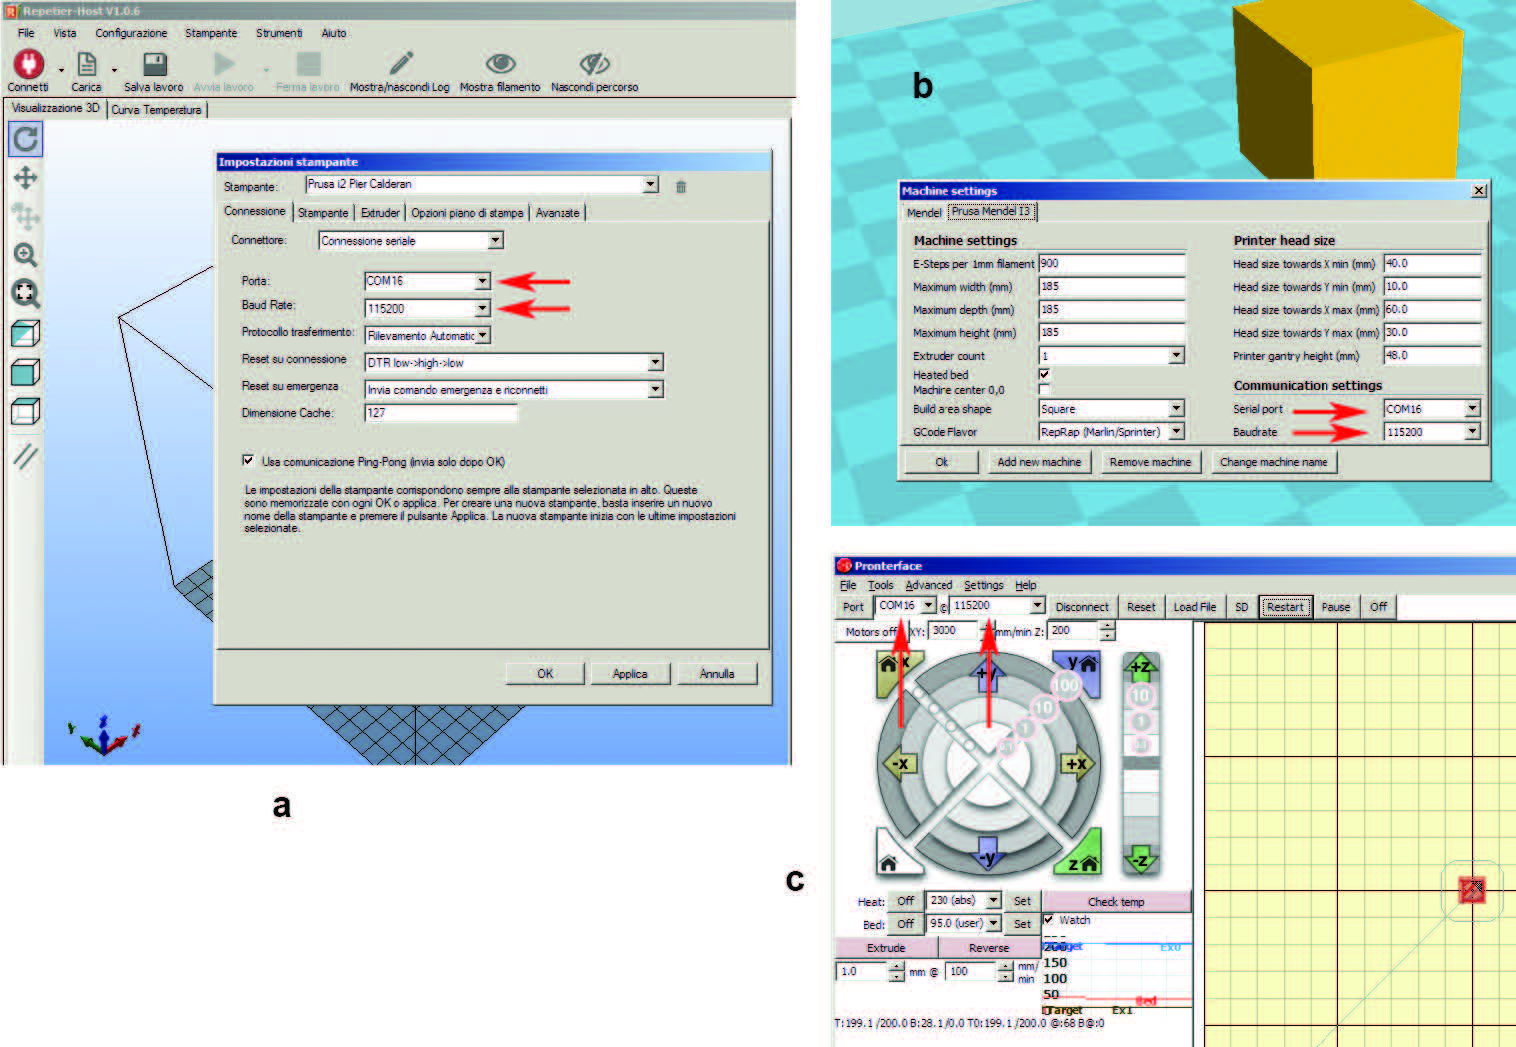 Repetier-Host V1.0.6
File Vista Configurazione Stampante Strumenti Aiuto
Connetti Carica Salva lavoro Avvia lavoro Ferma lavoro Mostra/nascondi Log Mostra filamento Nascondi percorso
Visualizzazione 3D Curva Temperatura
Impostazioni stampante
Stampante: Prusa i2 Pier Calderan
Connessione Stampante Extruder Opzioni piano di stampa Avanzate
Connettore: Connessione seriale
Porta: COM16
Baud Rate: 115200
Protocollo trasferimento: Rilevamento Automatic
Reset su connessione DTR low->high->low
Reset su emergenza Invia comando emergenza e riconnetti
Dimensione Cache: 127
Usa comunicazione Ping-Pong (invia solo dopo OK)
Le impostazioni della stampante corrispondono sempre alla stampante selezionata in alto. Queste
sono memorizzate con ogni OK o applica. Per creare una nuova stampante, basta inserire un nuovo
nome della stampante e premere il pulsante Applica. La nuova stampante inizia con le ultime impostazioni
selezionate.
OK Applica Annulla
a
b
Machine settings
Mendel Prusa Mendel I3
Machine settings Printer head size
E-Steps per 1mm filament 900 Head size towards X min (mm) 40.0
Maximum width (mm) 185 Head size towards Y min (mm) 10.0
Maximum depth (mm) 185 Head size towards X max (mm) 60.0
Maximum height (mm) 185 Head size towards Y max (mm) 30.0
Extruder count 1 Printer gantry height (mm) 48.0
Heated bed
Machine center 0,0 Communication settings
Build area shape Square Serial port COM16
GCode Flavor RepRap (Marlin/Sprinter) Baudrate 115200
Ok Add new machine Remove machine Change machine name
c
Pronterface
File Tools Advanced Settings Help
Port COM16 @ 115200 Disconnect Reset Load File SD Restart Pause Off
Motors off XY: 3000 mm/min Z: 200
x +y y +z
100 10
10 1
1
-x +x
-y z -z
Heat: Off 230 (abs) Set Check temp
Bed: Off 95.0 (user) Set Watch
Extrude Reverse
1.0 mm @ 100 mm/
min
200 Target Ex0
150
100
50 Bed
Target Ex1
T:199.1 /200.0 B:28.1 /0.0 T0:199.1 /200.0 @:68 B@:0